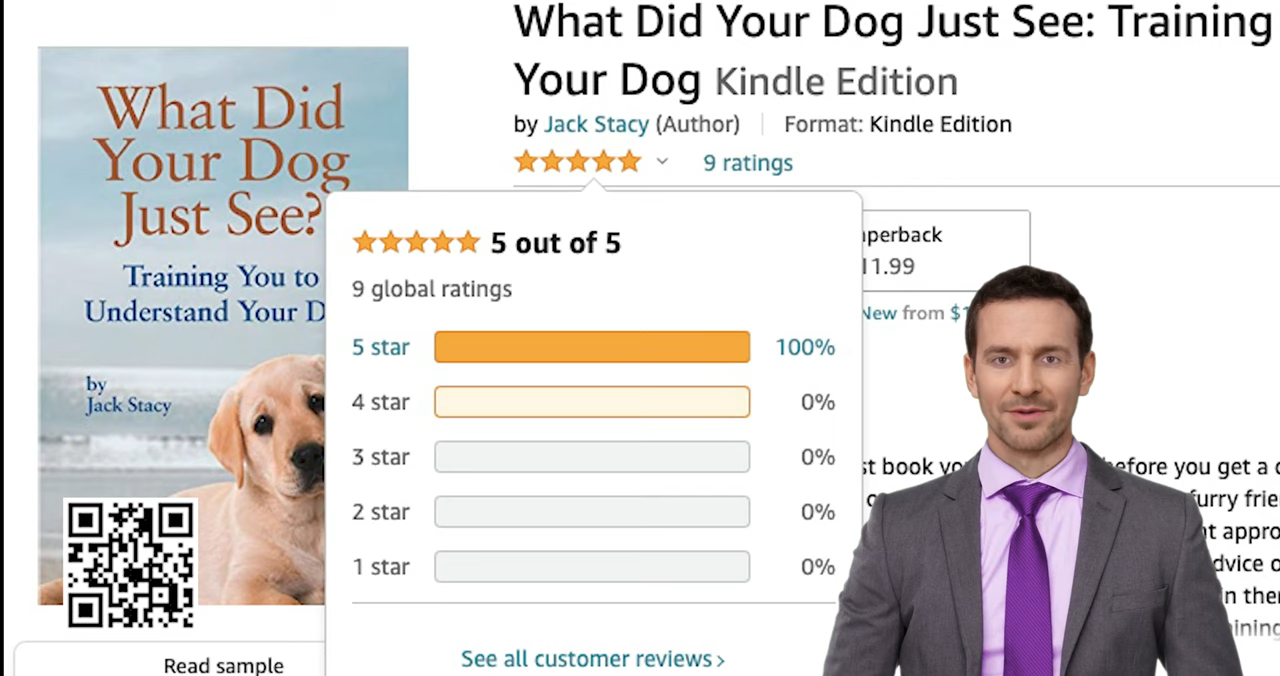 What Did Your Dog Just See: Training
Your Dog Kindle Edition
by Jack Stacy (Author) Format: Kindle Edition
9 ratings
What Did
Your Dog
Just See?
Training You to
Understand Your D
by
Jack Stacy
Read sample
5 out of 5
9 global ratings
5 star 100%
4 star 0%
3 star 0%
2 star 0%
1 star 0%
See all customer reviews ›
aperback
11.99
New from $1
st book yo efore you get a
furry frie
t appro
dvice o
n the
ining